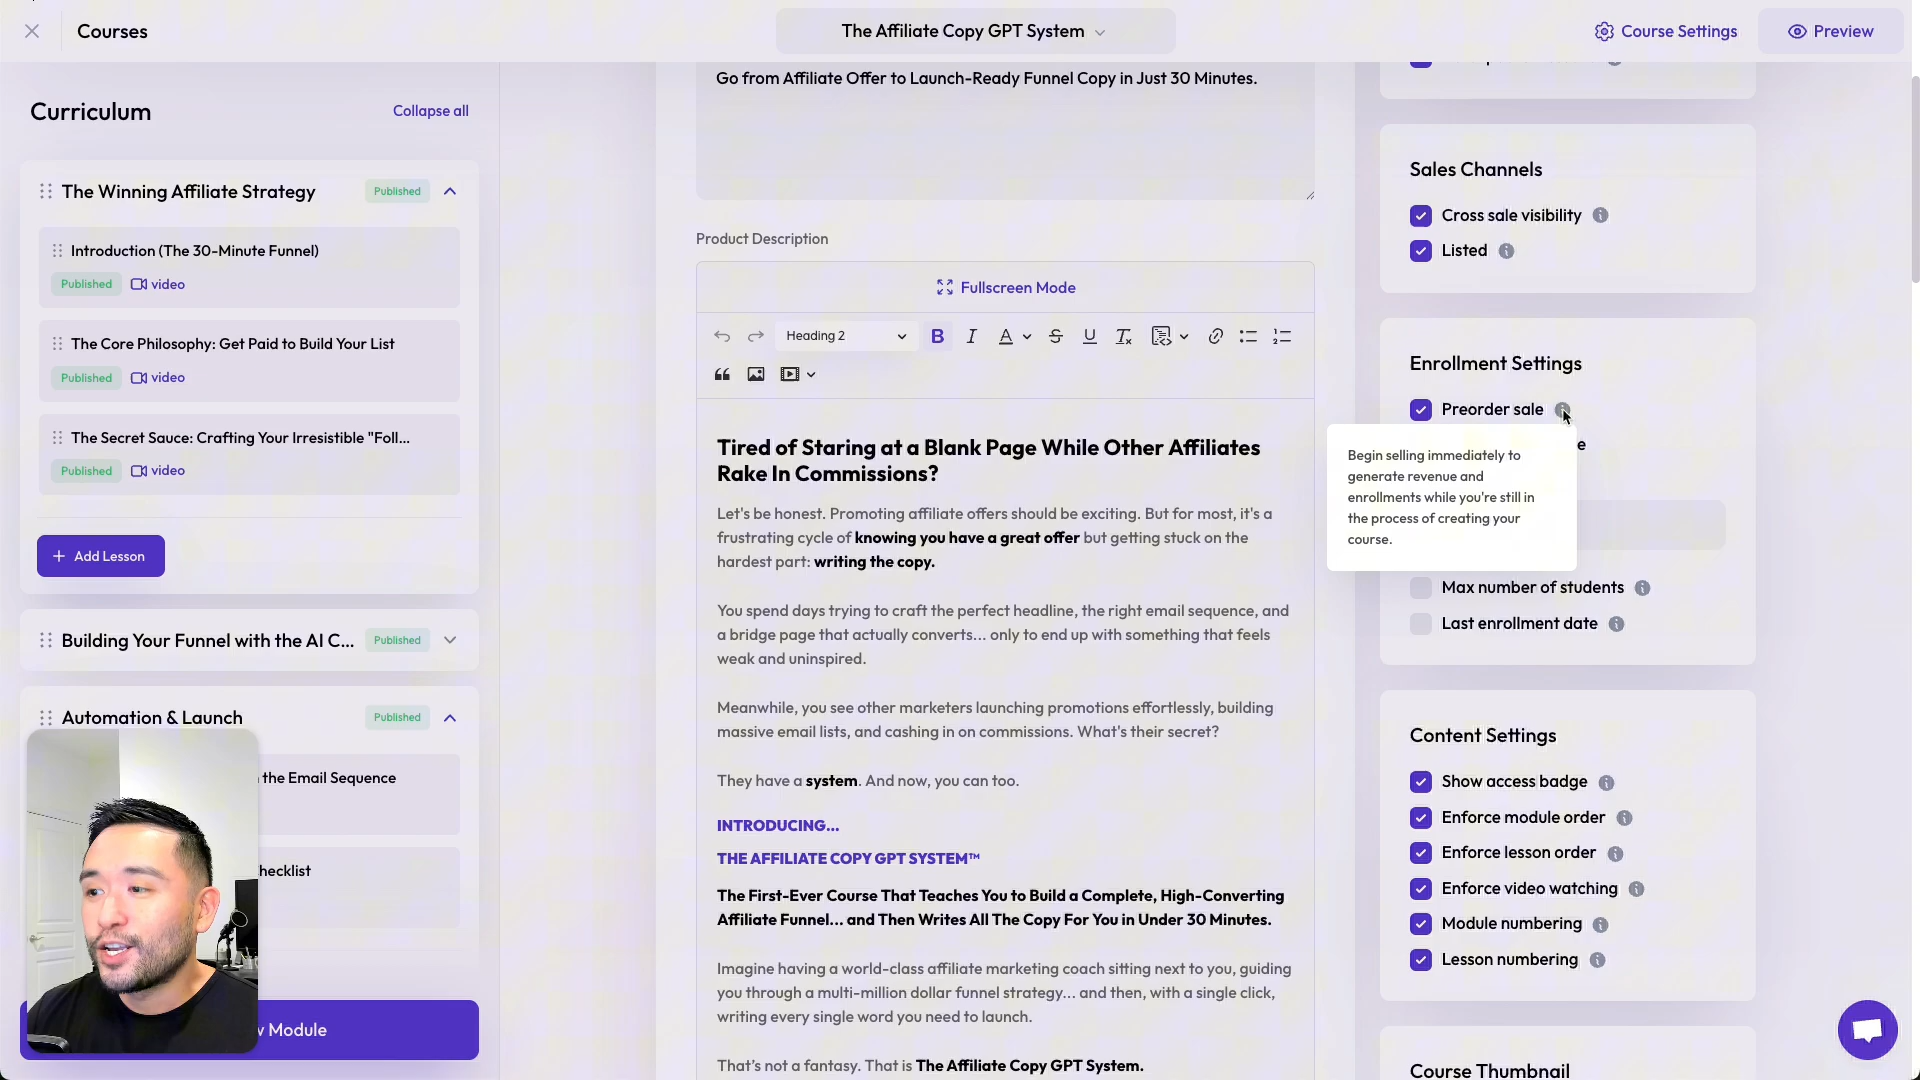 Courses
The Affiliate Copy GPT System
Course Settings
Preview
Curriculum
Collapse all
The Winning Affiliate Strategy
Published
Introduction (The 30-Minute Funnel)
Published
video
The Core Philosophy: Get Paid to Build Your List
Published
video
The Secret Sauce: Crafting Your Irresistible "Foll...
Published
video
+ Add Lesson
Building Your Funnel with the AI C...
Published
Automation & Launch
Published
the Email Sequence
hecklist
Module
Go from Affiliate Offer to Launch-Ready Funnel Copy in Just 30 Minutes.
Product Description
Fullscreen Mode
Heading 2
Tired of Staring at a Blank Page While Other Affiliates
Rake In Commissions?
Let's be honest. Promoting affiliate offers should be exciting. But for most, it's a
frustrating cycle of knowing you have a great offer but getting stuck on the
hardest part: writing the copy.
You spend days trying to craft the perfect headline, the right email sequence, and
a bridge page that actually converts... only to end up with something that feels
weak and uninspired.
Meanwhile, you see other marketers launching promotions effortlessly, building
massive email lists, and cashing in on commissions. What's their secret?
They have a system. And now, you can too.
INTRODUCING...
THE AFFILIATE COPY GPT SYSTEM™
The First-Ever Course That Teaches You to Build a Complete, High-Converting
Affiliate Funnel... and Then Writes All The Copy For You in Under 30 Minutes.
Imagine having a world-class affiliate marketing coach sitting next to you, guiding
you through a multi-million dollar funnel strategy... and then, with a single click,
writing every single word you need to launch.
That's not a fantasy. That is The Affiliate Copy GPT System.
Sales Channels
Cross sale visibility
Listed
Enrollment Settings
Preorder sale
Begin selling immediately to
generate revenue and
enrollments while you're still in
the process of creating your
course.
Max number of students
Last enrollment date
Content Settings
Show access badge
Enforce module order
Enforce lesson order
Enforce video watching
Module numbering
Lesson numbering
Course Thumbnail